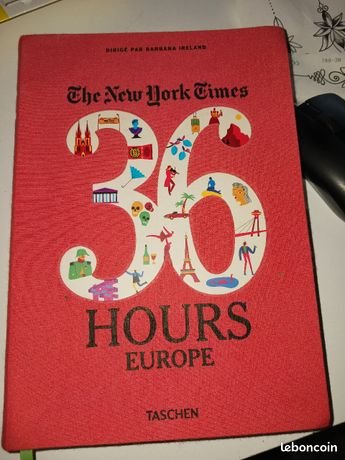 DIRIGÉ PAR BARBARA IRELAND
The New York Times
36
HOURS
EUROPE
TASCHEN
leboncoin